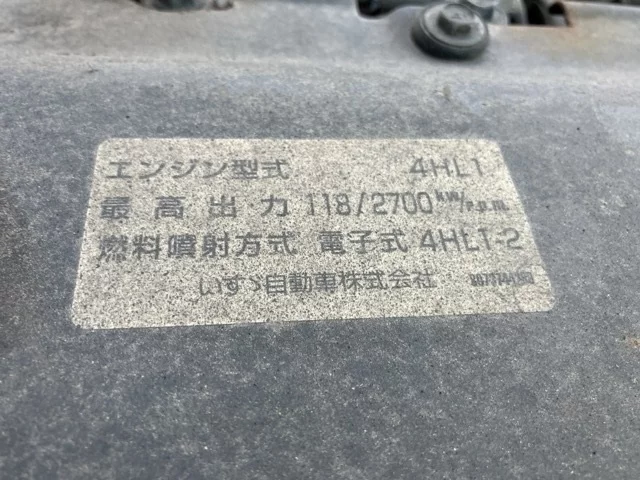 エンジン型式 4HL1
最高出力 118/2700 kW/r.p.m.
燃料噴射方式 電子式 4HL1-2
いすゞ自動車株式会社